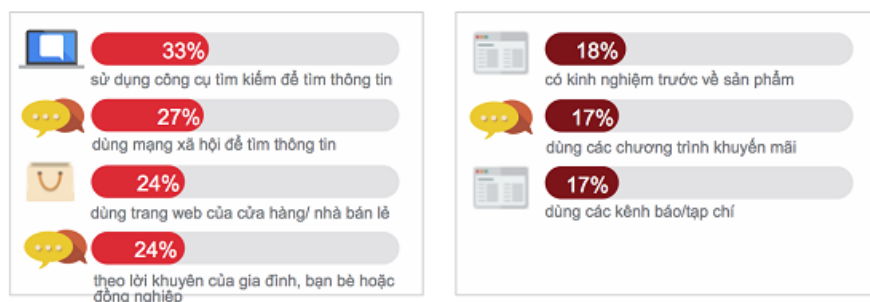 33%
sử dụng công cụ tìm kiếm để tìm thông tin
27%
dùng mạng xã hội để tìm thông tin
24%
dùng trang web của cửa hàng/ nhà bán lẻ
24%
theo lời khuyên của gia đình, bạn bè hoặc
đồng nghiệp
18%
có kinh nghiệm trước về sản phẩm
17%
dùng các chương trình khuyến mãi
17%
dùng các kênh báo/tạp chí